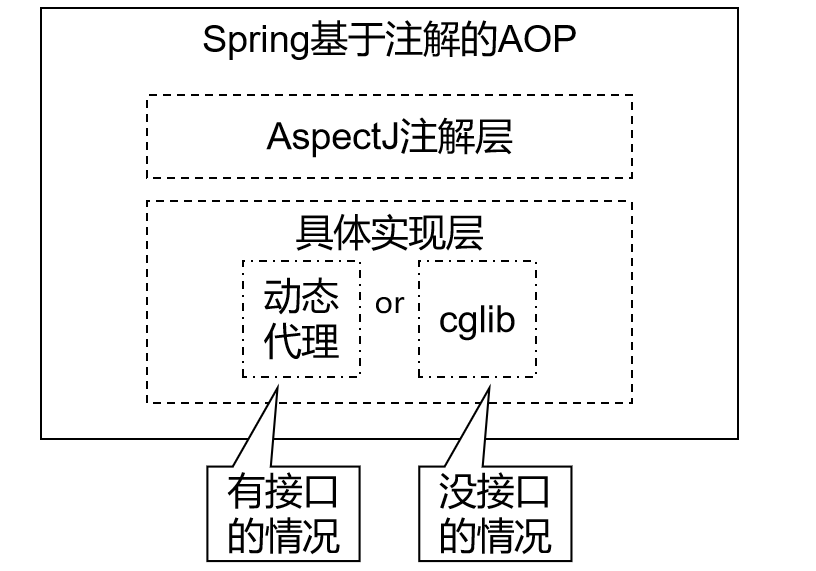 Spring基于注解的AOP
AspectJ注解层
具体实现层
动态
代理
or
cglib
有接口
的情况
没接口
的情况